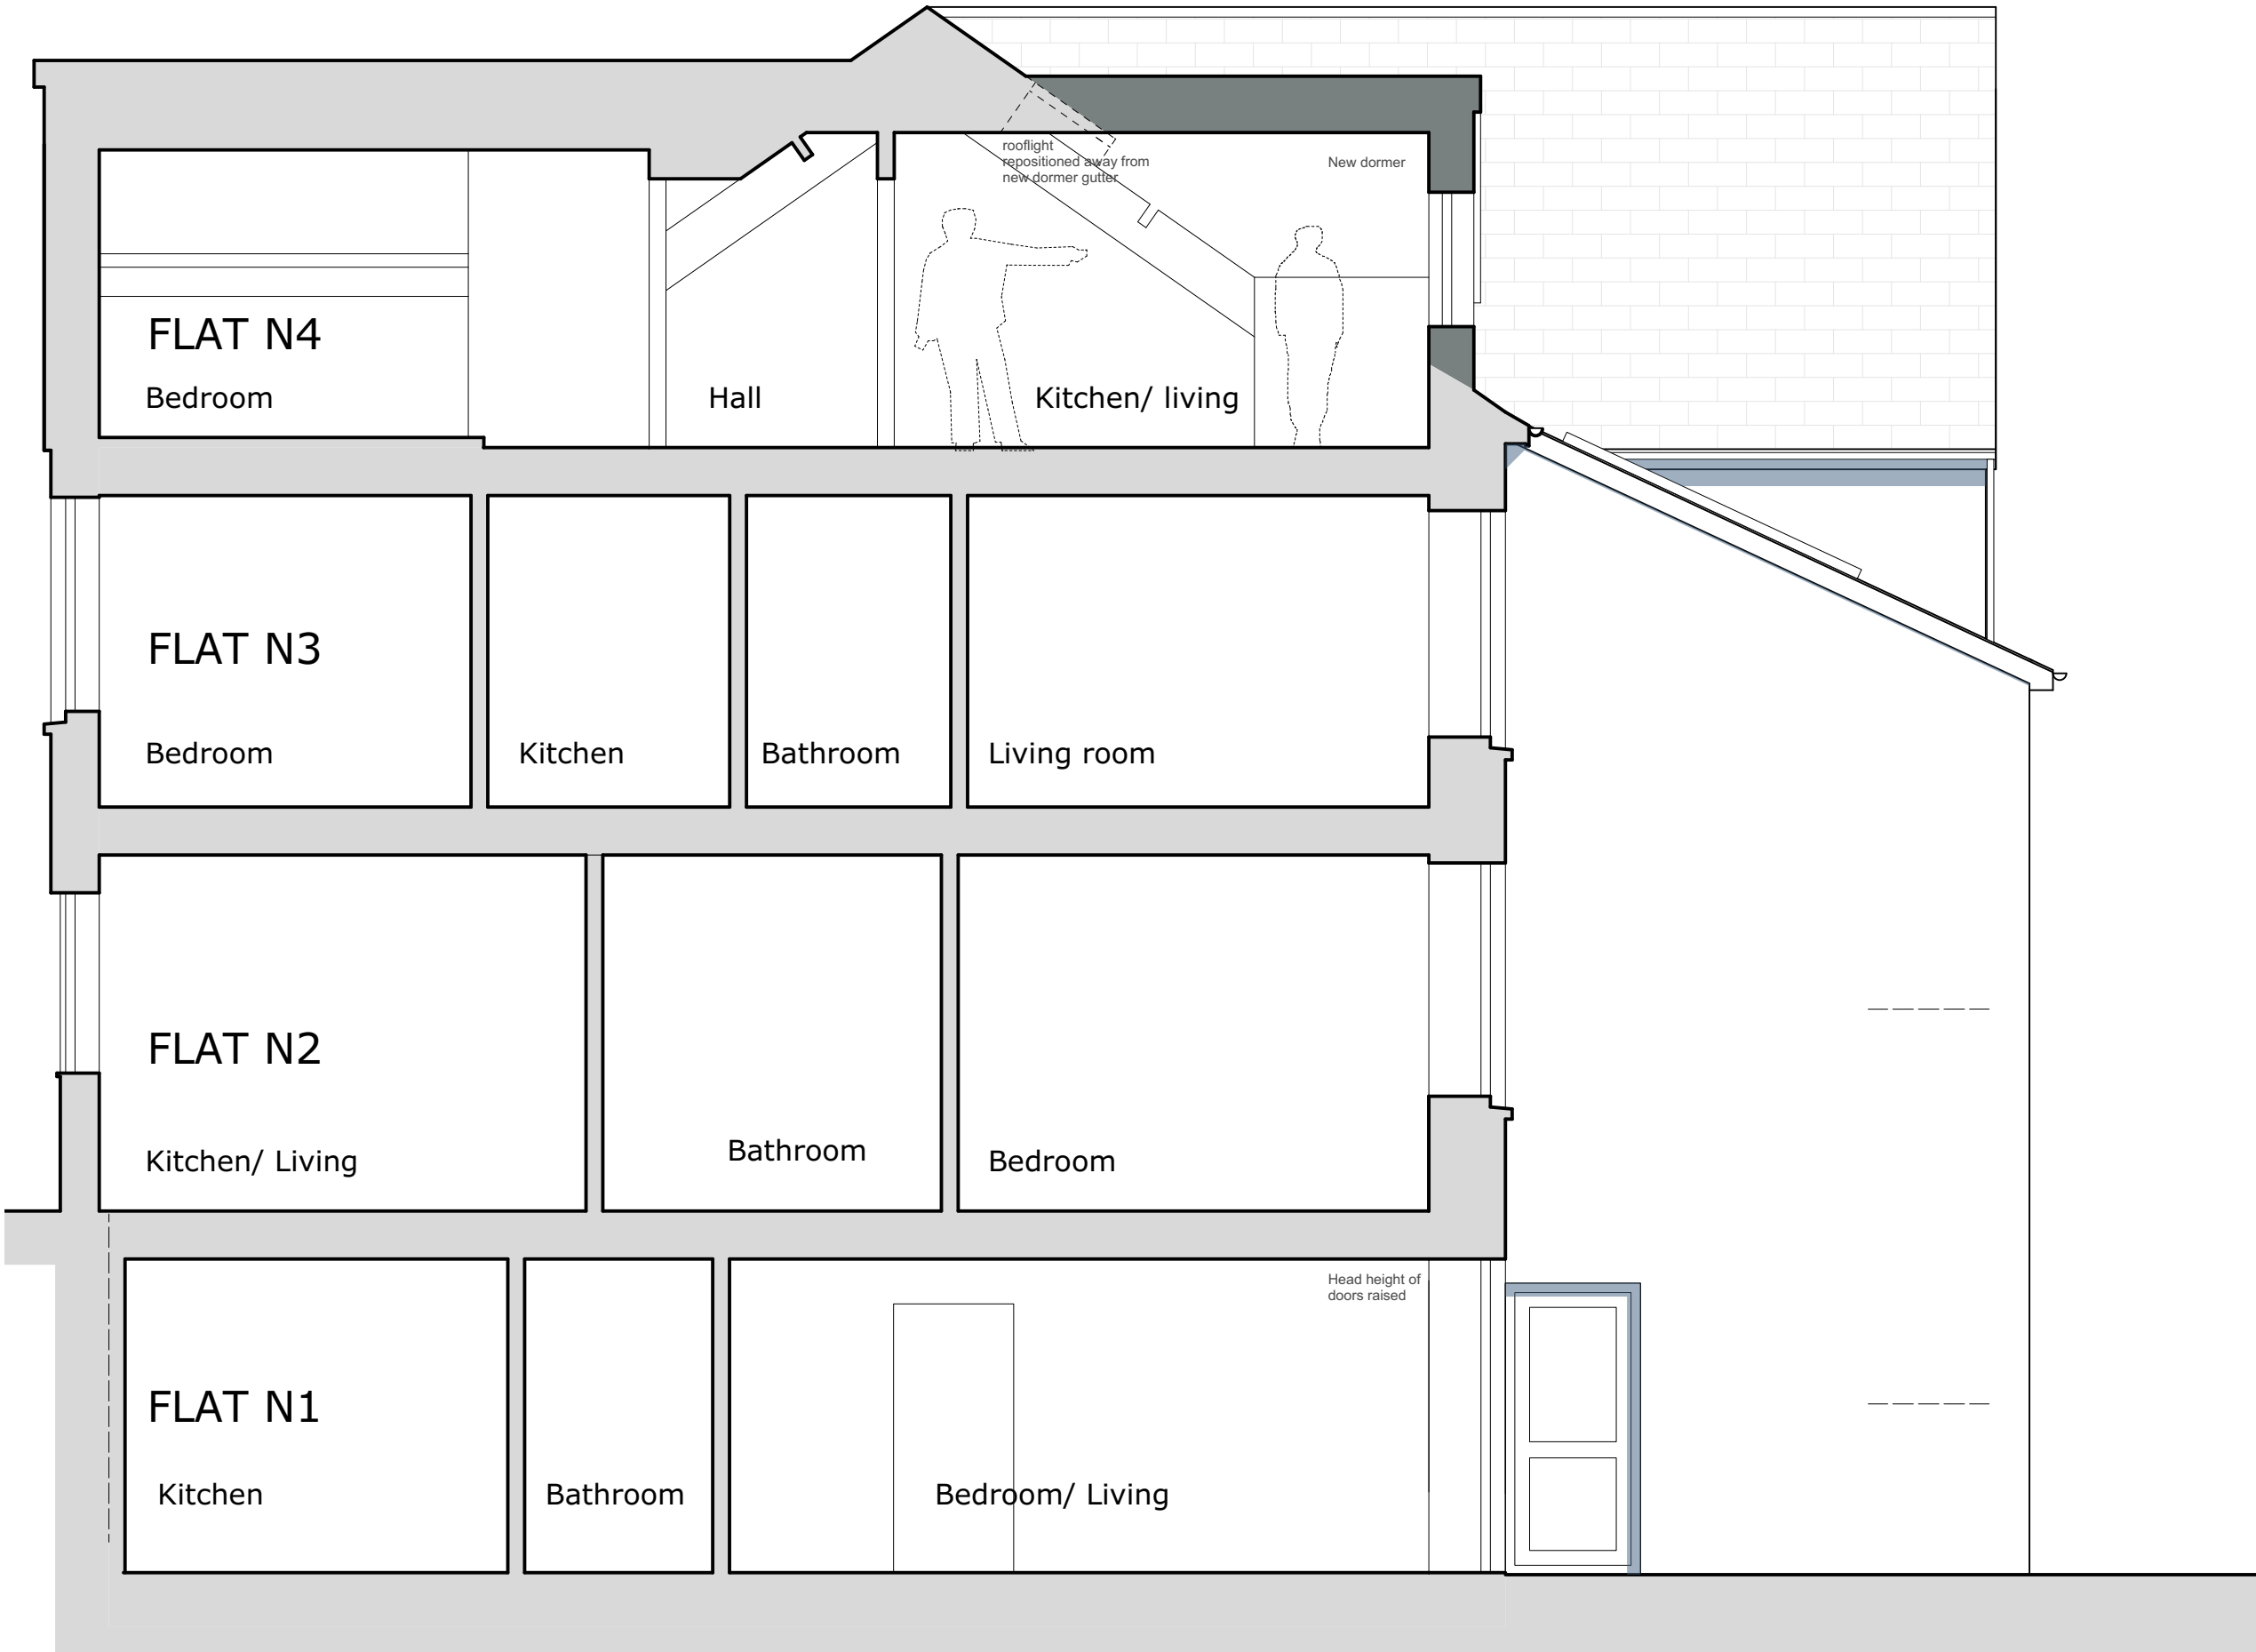 rooflight
repositioned away from
new dormer gutter
New dormer
FLAT N4
Bedroom
Hall
Kitchen/ living
FLAT N3
Bedroom
Kitchen
Bathroom
Living room
FLAT N2
Kitchen/ Living
Bathroom
Bedroom
Head height of
doors raised
FLAT N1
Kitchen
Bathroom
Bedroom/ Living